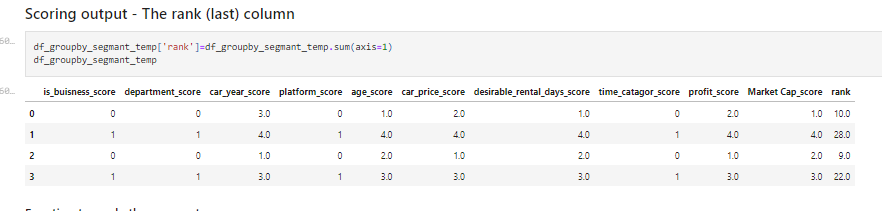 Scoring output - The rank (last) column
df_groupby_segmant_temp['rank']=df_groupby_segmant_temp.sum(axis=1)
df_groupby_segmant_temp
is_buisness_score department_score car_year_score platform_score age_score car_price_score desirable_rental_days_score time_catagor_score profit_score Market Cap_score rank
0 0 0 3.0 0 1.0 2.0 1.0 0 2.0 1.0 10.0
1 1 1 4.0 1 4.0 4.0 4.0 1 4.0 4.0 28.0
2 0 0 1.0 0 2.0 1.0 2.0 0 1.0 2.0 9.0
3 1 1 3.0 1 3.0 3.0 3.0 1 3.0 3.0 22.0